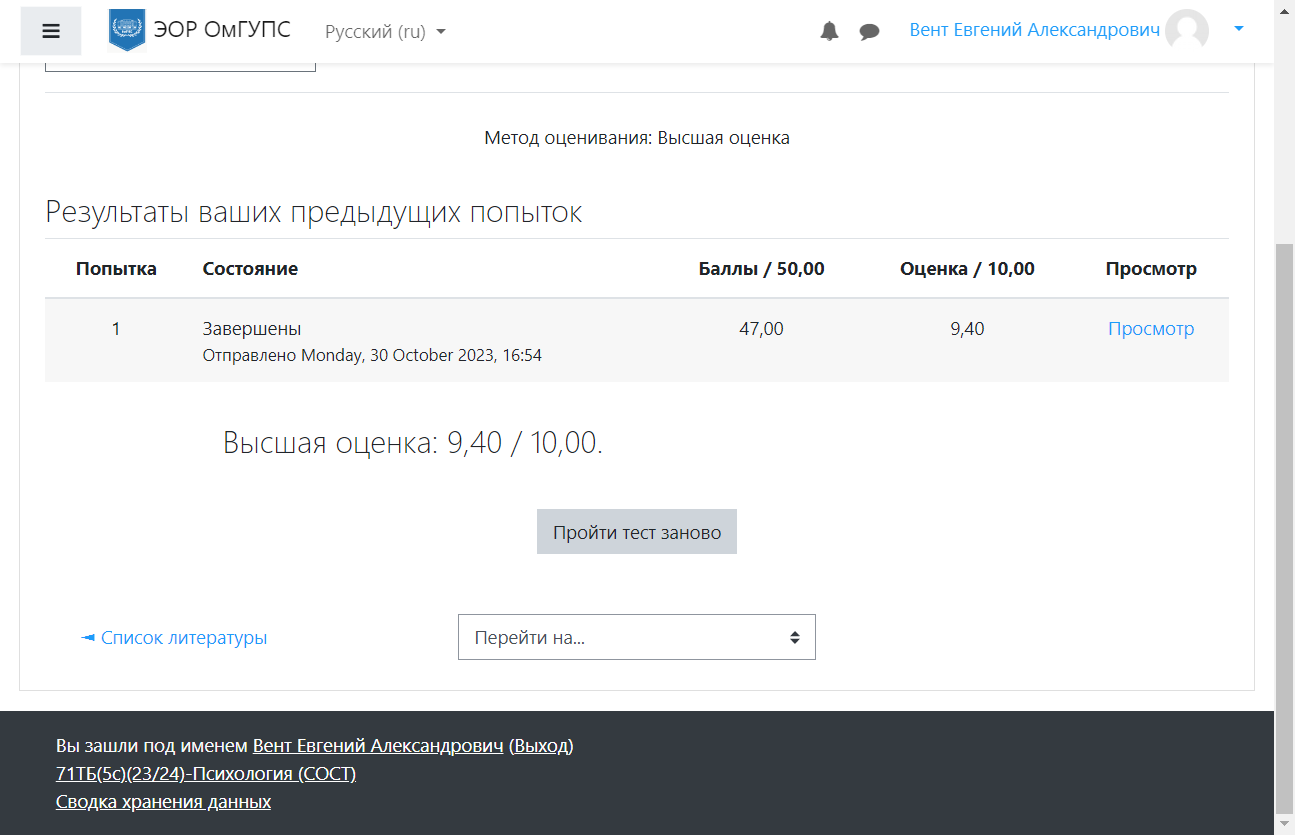 ЭОР ОмГУПС
Русский (ru)
Вент Евгений Александрович
Метод оценивания: Высшая оценка
Результаты ваших предыдущих попыток
Попытка Состояние Баллы / 50,00 Оценка / 10,00 Просмотр
1 Завершены 47,00 9,40 Просмотр
Отправлено Monday, 30 October 2023, 16:54
Высшая оценка: 9,40 / 10,00.
Пройти тест заново
◄ Список литературы
Перейти на...
Вы зашли под именем Вент Евгений Александрович (Выход)
71ТБ(5с)(23/24)-Психология (СОСТ)
Сводка хранения данных